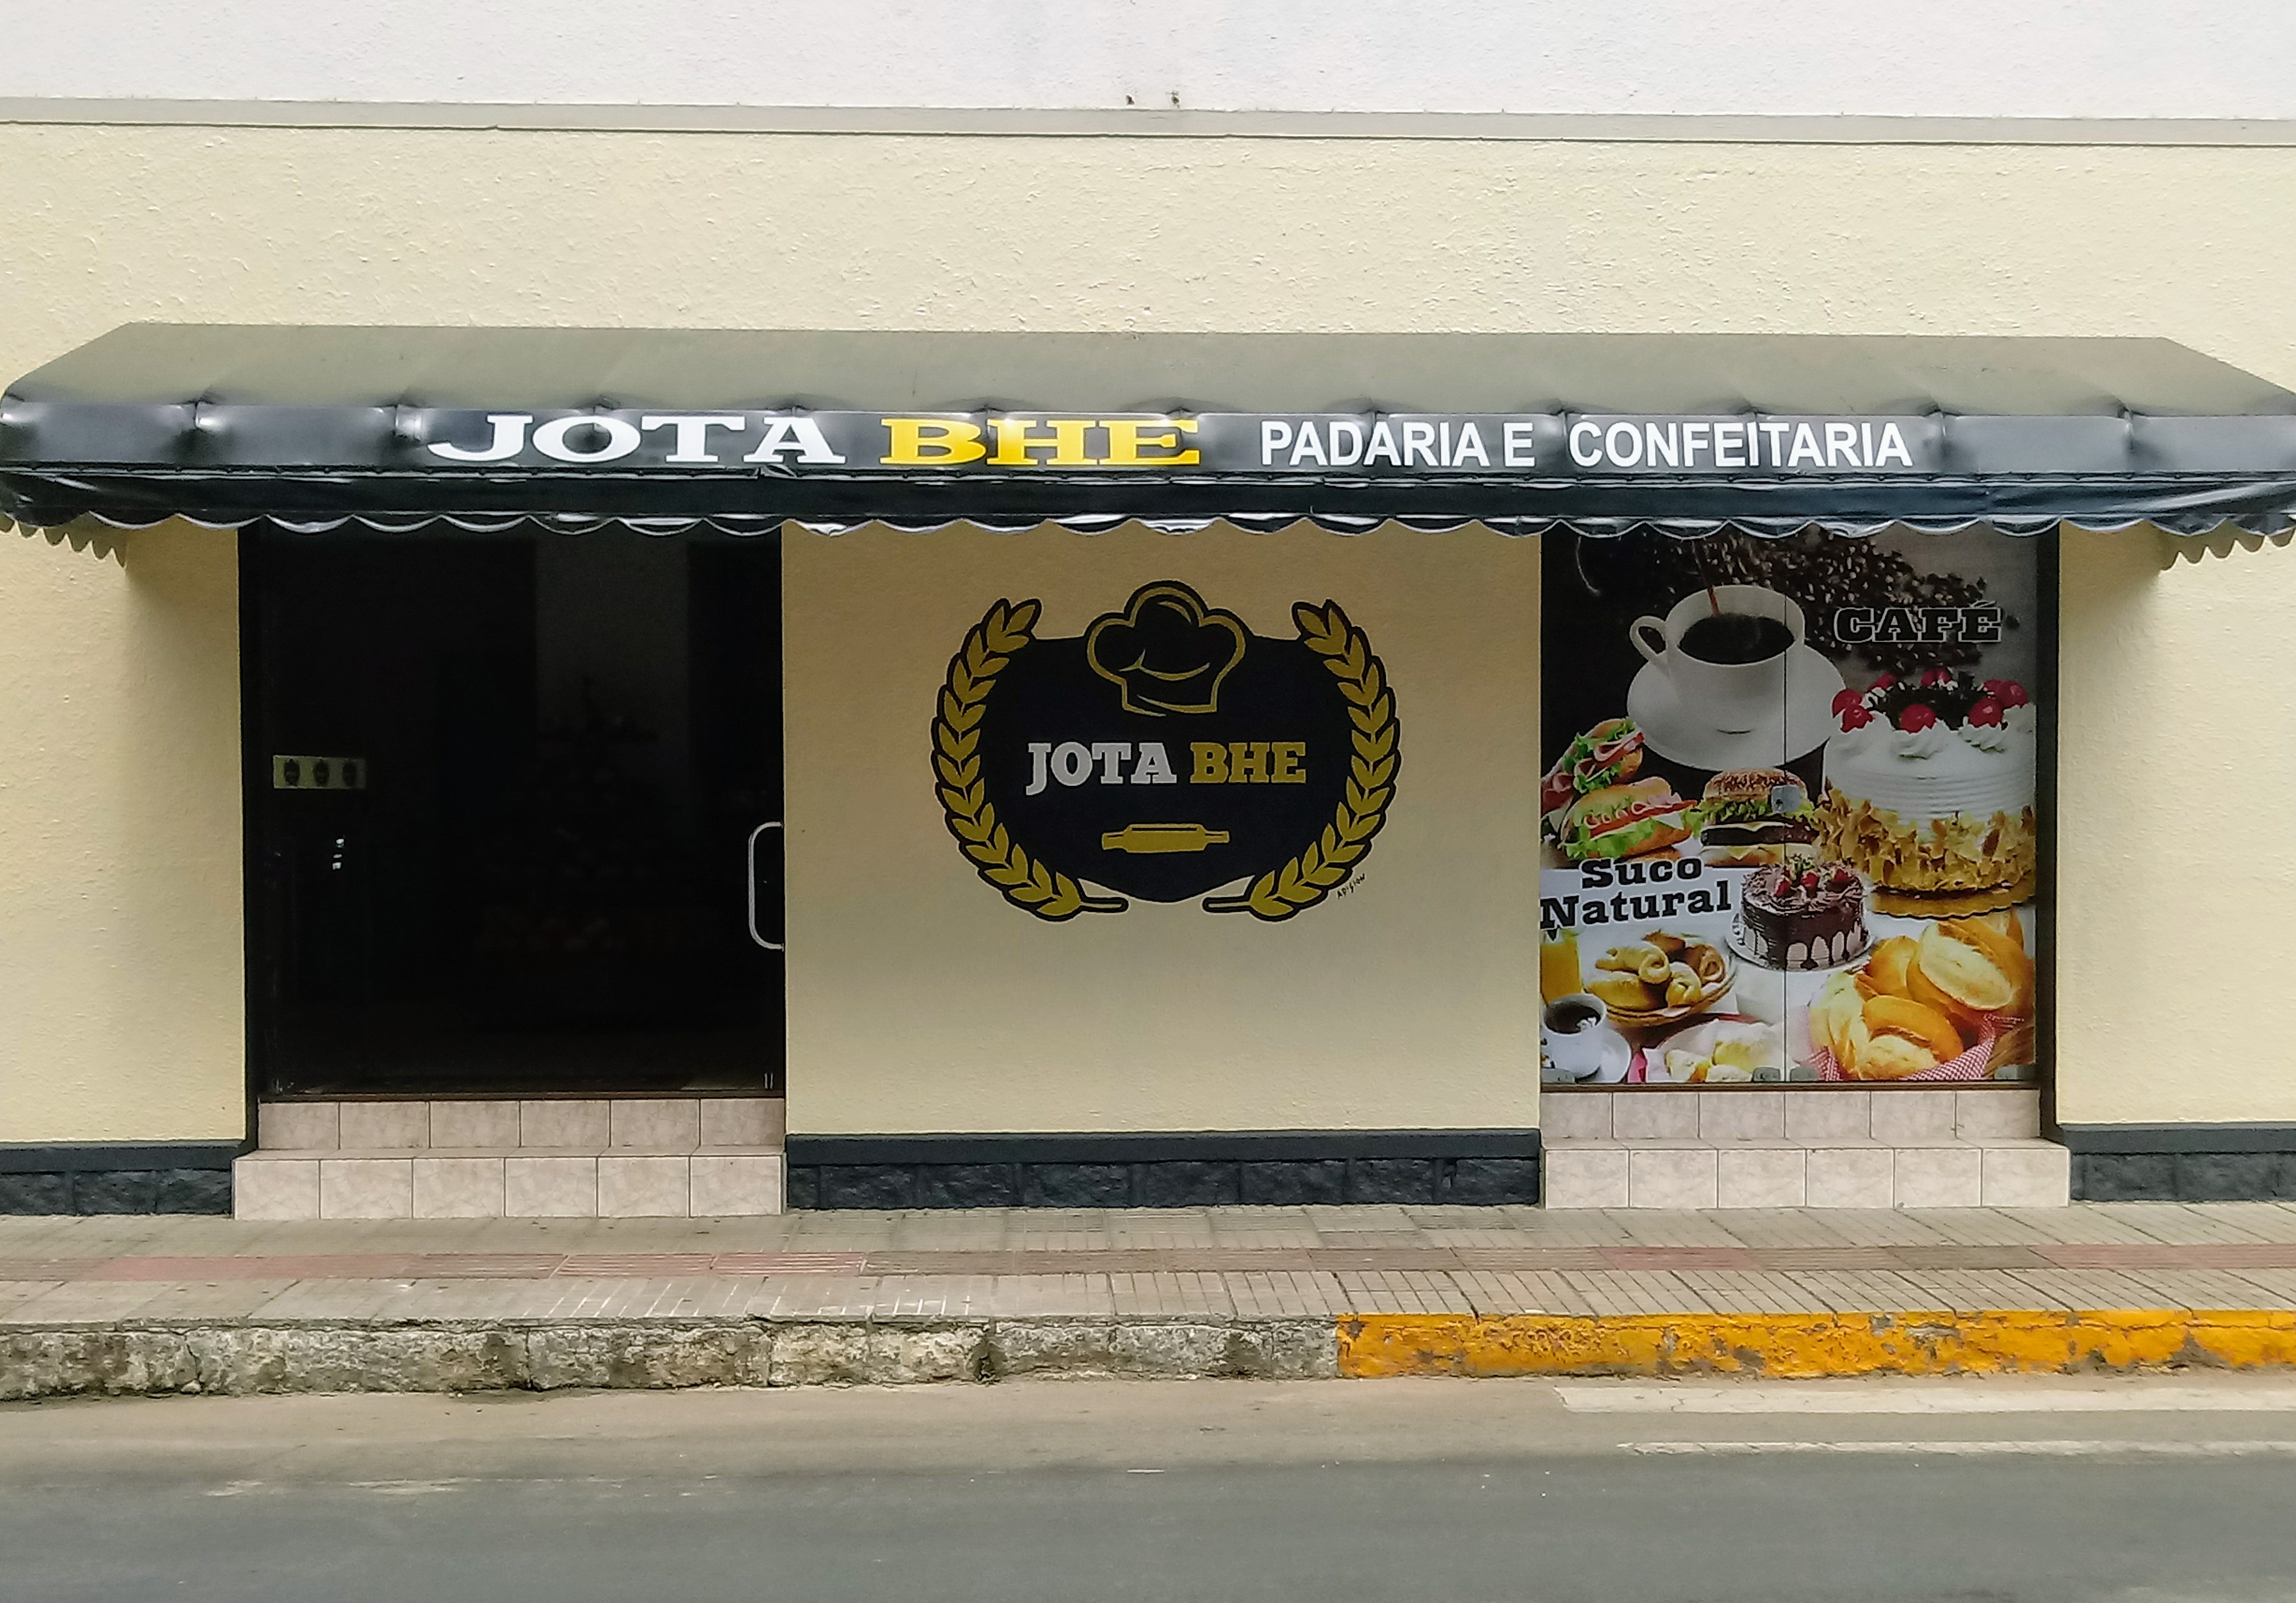 JOTA BHE PADARIA E CONFEITARIA
JOTA BHE
CAFÉ
Suco
Natural